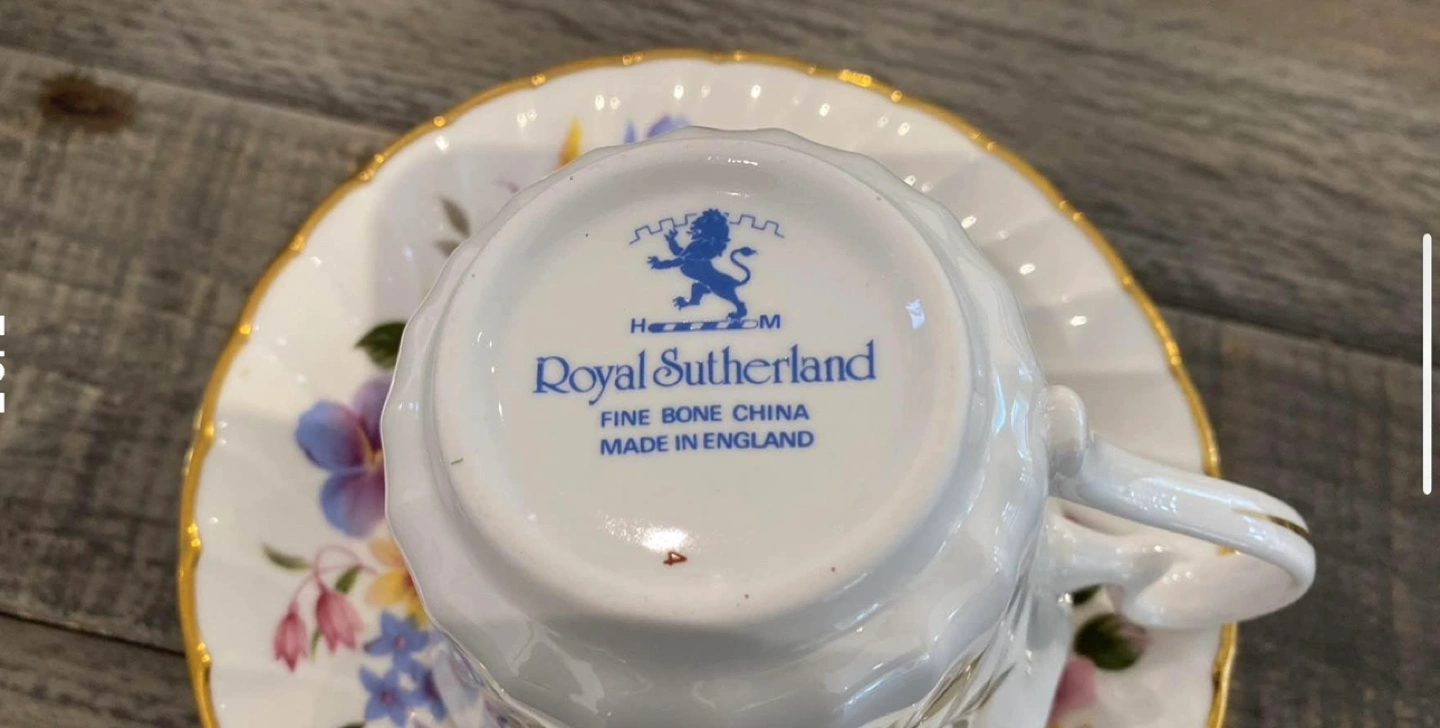 H M
Royal Sutherland
FINE BONE CHINA
MADE IN ENGLAND
4